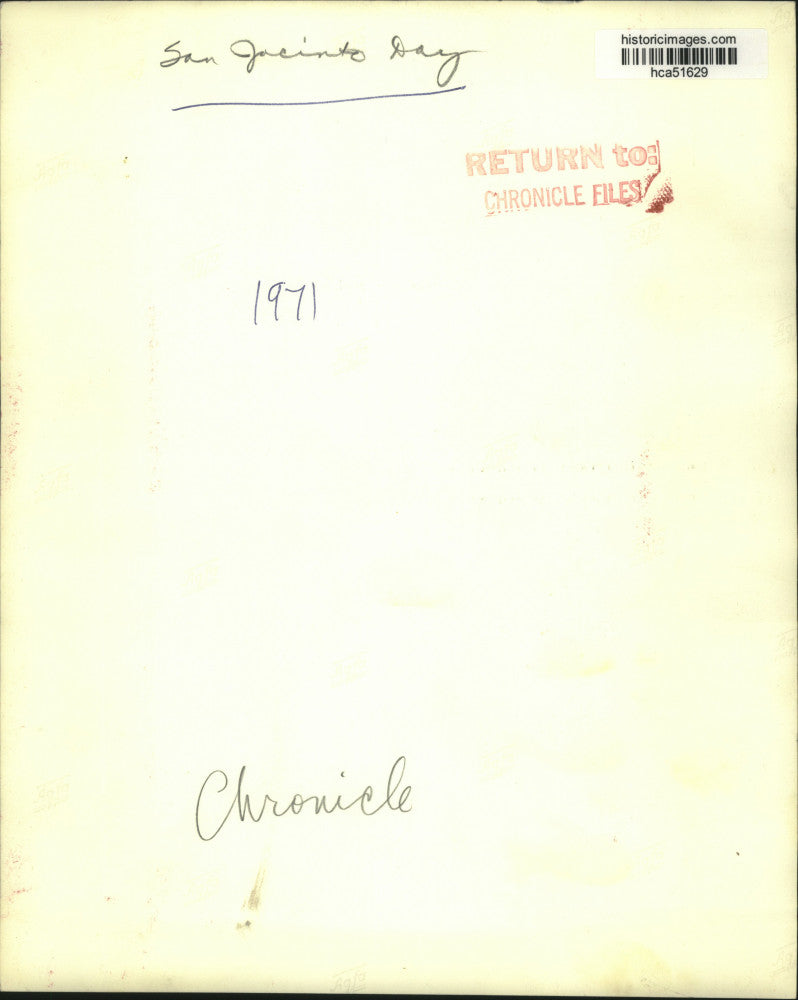 San Jacinto Day
historicimages.com
hca51629
RETURN to:
CHRONICLE FILES
1971
Chronicle